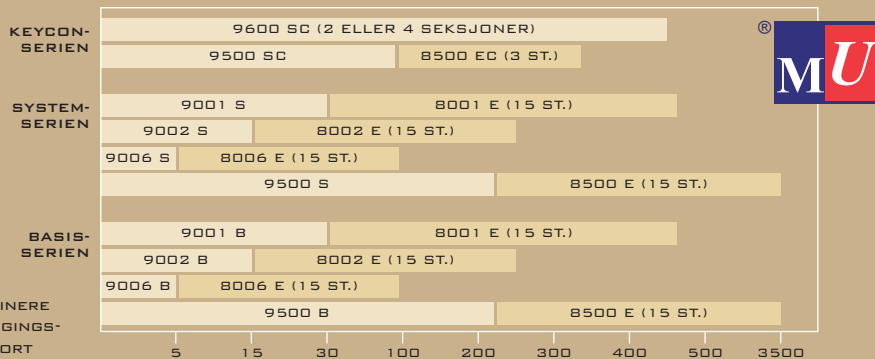 KEYCON-
SERIEN
9600 SC (2 ELLER 4 SEKSJONER)
9500 SC 8500 EC (3 ST.)
®
MU
SYSTEM-
SERIEN
9001 S 8001 E (15 ST.)
9002 S 8002 E (15 ST.)
9006 S 8006 E (15 ST.)
9500 S 8500 E (15 ST.)
BASIS-
SERIEN
9001 B 8001 E (15 ST.)
9002 B 8002 E (15 ST.)
9006 B 8006 E (15 ST.)
9500 B 8500 E (15 ST.)
INERE
GINGS-
ORT
5 15 30 100 200 300 400 500 3500